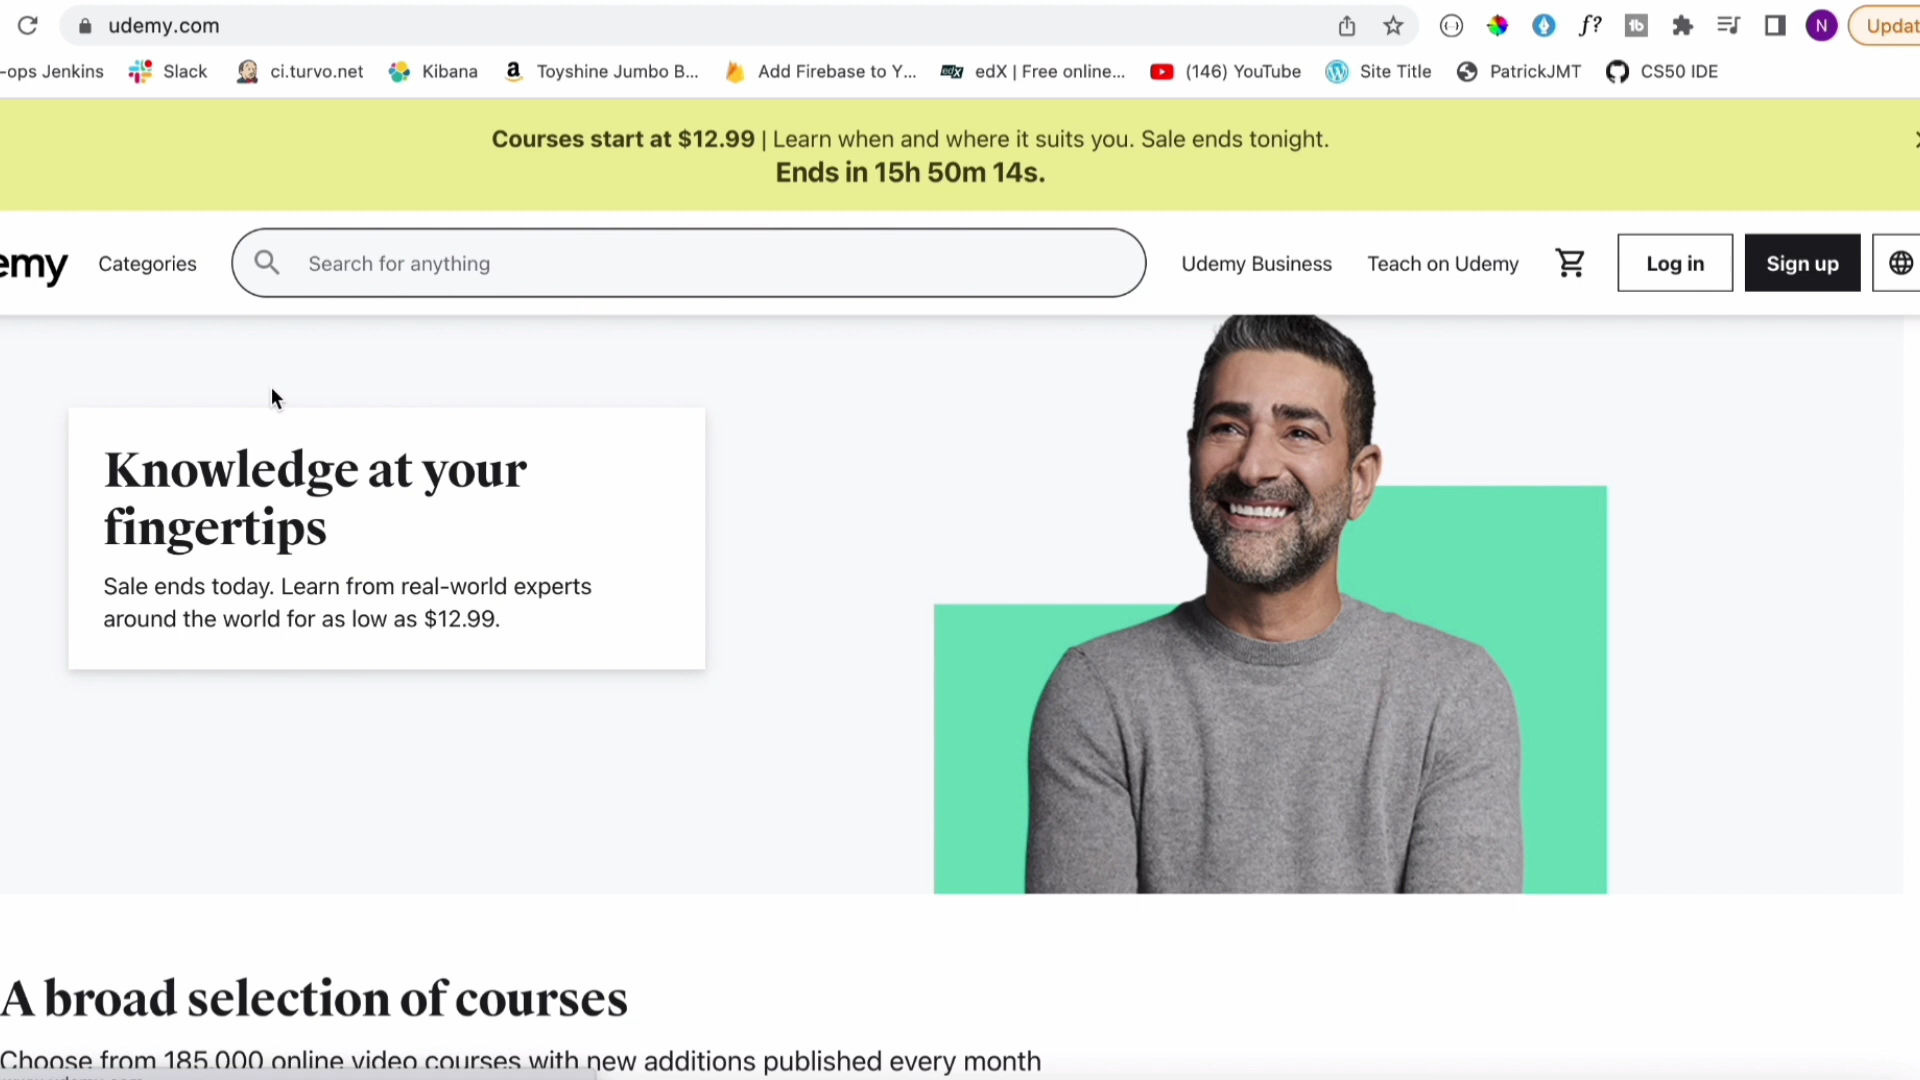 udemy.com
f?
N
Updat
-ops Jenkins Slack ci.turvo.net Kibana Toyshine Jumbo B... Add Firebase to Y... edX | Free online... (146) YouTube Site Title PatrickJMT CS50 IDE
Courses start at $12.99 | Learn when and where it suits you. Sale ends tonight.
Ends in 15h 50m 14s.
emy Categories Search for anything Udemy Business Teach on Udemy Log in Sign up
Knowledge at your
fingertips
Sale ends today. Learn from real-world experts
around the world for as low as $12.99.
A broad selection of courses
Choose from 185,000 online video courses with new additions published every month